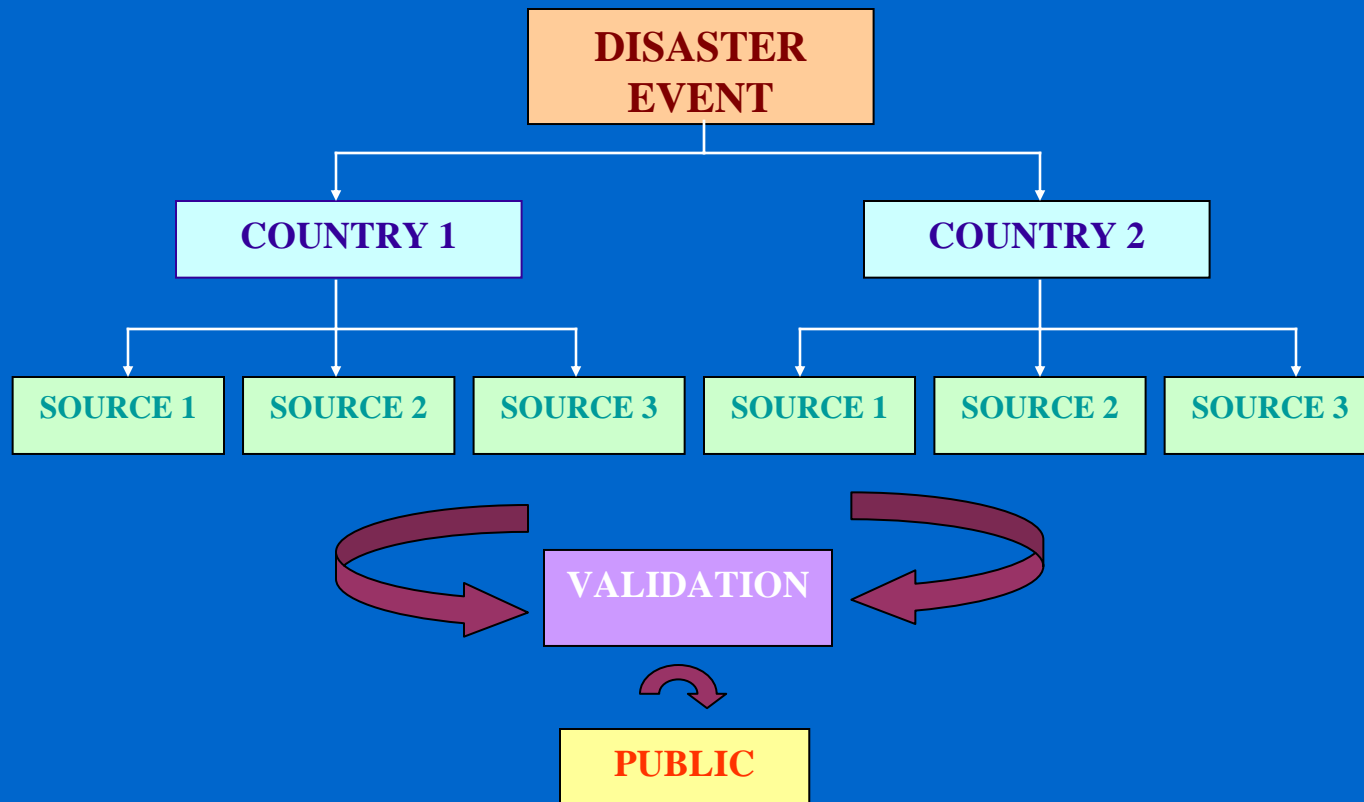 DISASTER
EVENT
COUNTRY 1
COUNTRY 2
SOURCE 1
SOURCE 2
SOURCE 3
SOURCE 1
SOURCE 2
SOURCE 3
VALIDATION
PUBLIC